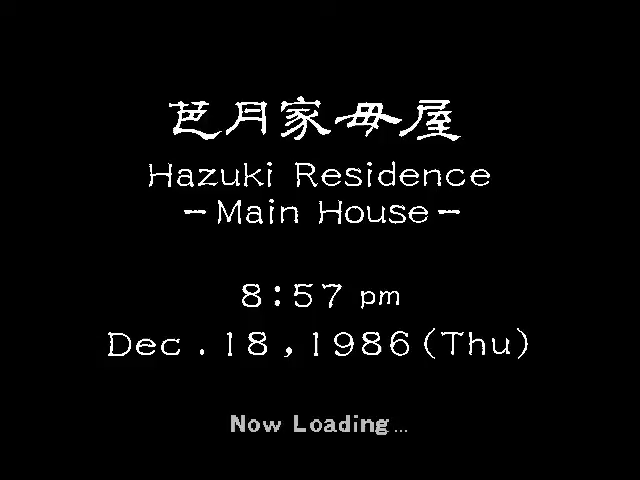 芭月家母屋
Hazuki Residence
-Main House-
8:57 pm
Dec.18,1986(Thu)
Now Loading...